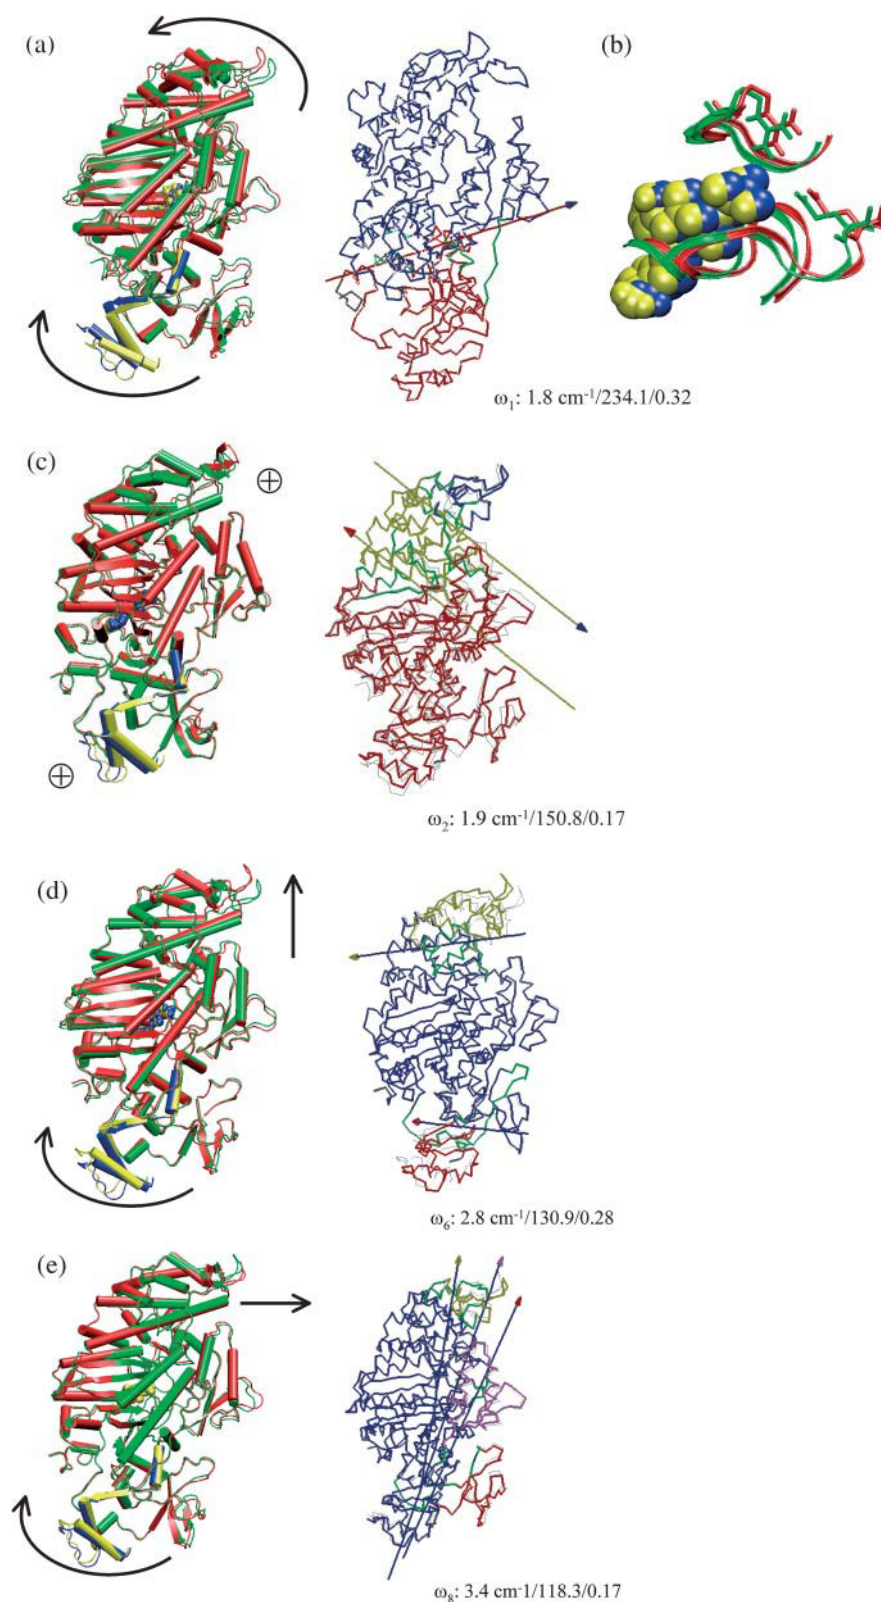 (a)
(b)
ω₁: 1.8 cm⁻¹/234.1/0.32
(c)
ω₂: 1.9 cm⁻¹/150.8/0.17
(d)
ω₆: 2.8 cm⁻¹/130.9/0.28
(e)
ω₈: 3.4 cm-1/118.3/0.17